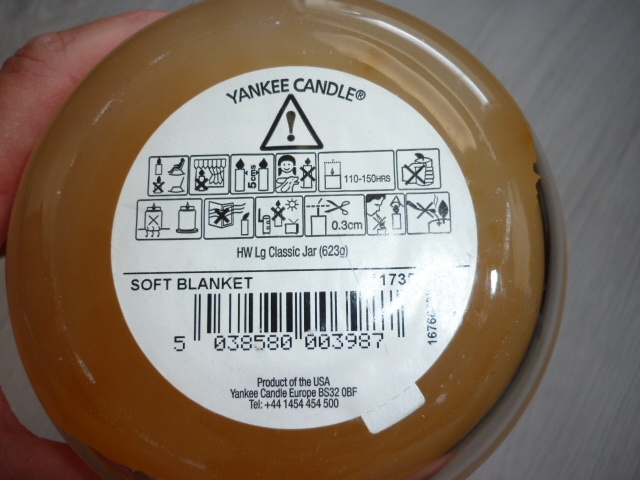 YANKEE CANDLE®
5cms
110-150HRS
0.3cm
HW Lg Classic Jar (623g)
SOFT BLANKET
5 038580 003987
Product of the USA
Yankee Candle Europe BS32 0BF
Tel: +44 1454 454 500